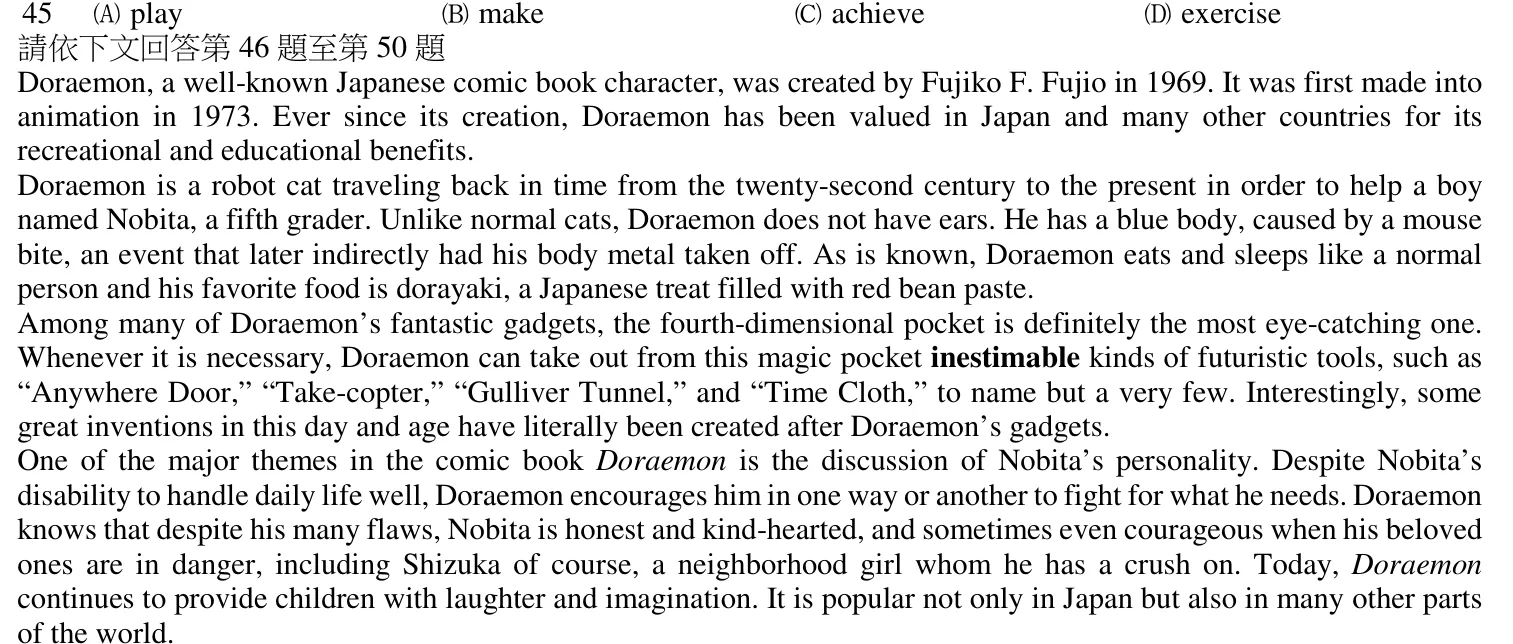 45 (A) play (B) make (C) achieve (D) exercise
請依下文回答第 46 題至第 50 題
Doraemon, a well-known Japanese comic book character, was created by Fujiko F. Fujio in 1969. It was first made into
animation in 1973. Ever since its creation, Doraemon has been valued in Japan and many other countries for its
recreational and educational benefits.
Doraemon is a robot cat traveling back in time from the twenty-second century to the present in order to help a boy
named Nobita, a fifth grader. Unlike normal cats, Doraemon does not have ears. He has a blue body, caused by a mouse
bite, an event that later indirectly had his body metal taken off. As is known, Doraemon eats and sleeps like a normal
person and his favorite food is dorayaki, a Japanese treat filled with red bean paste.
Among many of Doraemon’s fantastic gadgets, the fourth-dimensional pocket is definitely the most eye-catching one.
Whenever it is necessary, Doraemon can take out from this magic pocket inestimable kinds of futuristic tools, such as
“Anywhere Door,” “Take-copter,” “Gulliver Tunnel,” and “Time Cloth,” to name but a very few. Interestingly, some
great inventions in this day and age have literally been created after Doraemon’s gadgets.
One of the major themes in the comic book Doraemon is the discussion of Nobita’s personality. Despite Nobita’s
disability to handle daily life well, Doraemon encourages him in one way or another to fight for what he needs. Doraemon
knows that despite his many flaws, Nobita is honest and kind-hearted, and sometimes even courageous when his beloved
ones are in danger, including Shizuka of course, a neighborhood girl whom he has a crush on. Today, Doraemon
continues to provide children with laughter and imagination. It is popular not only in Japan but also in many other parts
of the world.